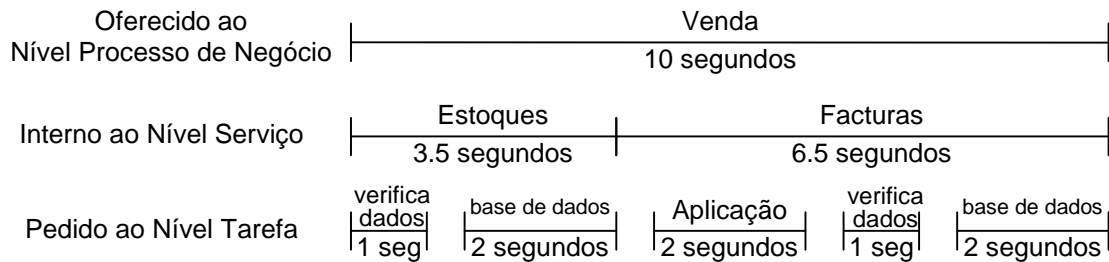 Oferecido ao
Nível Processo de Negócio
Venda
10 segundos
Interno ao Nível Serviço
Estoques
3.5 segundos
Facturas
6.5 segundos
Pedido ao Nível Tarefa
verifica
dados
1 seg
base de dados
2 segundos
Aplicação
2 segundos
verifica
dados
1 seg
base de dados
2 segundos